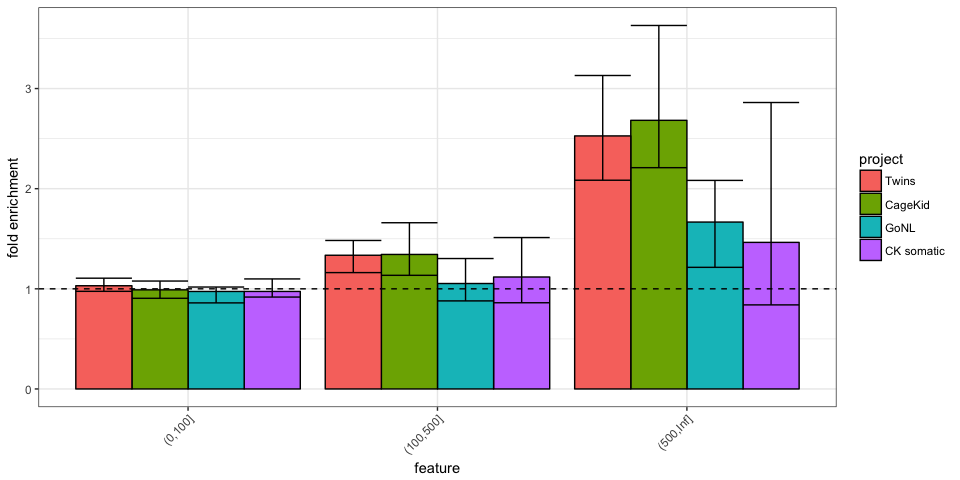 fold enrichment
3
2
1
0
(0,100]
(100,500]
(500,Inf]
feature
project
Twins
CageKid
GoNL
CK somatic